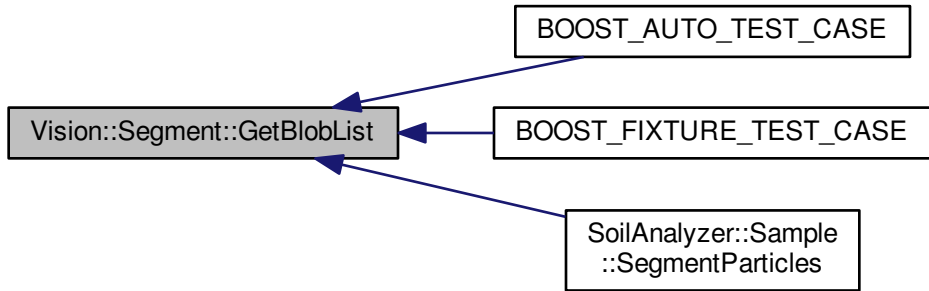 BOOST_AUTO_TEST_CASE
Vision::Segment::GetBlobList
BOOST_FIXTURE_TEST_CASE
SoilAnalyzer::Sample
::SegmentParticles